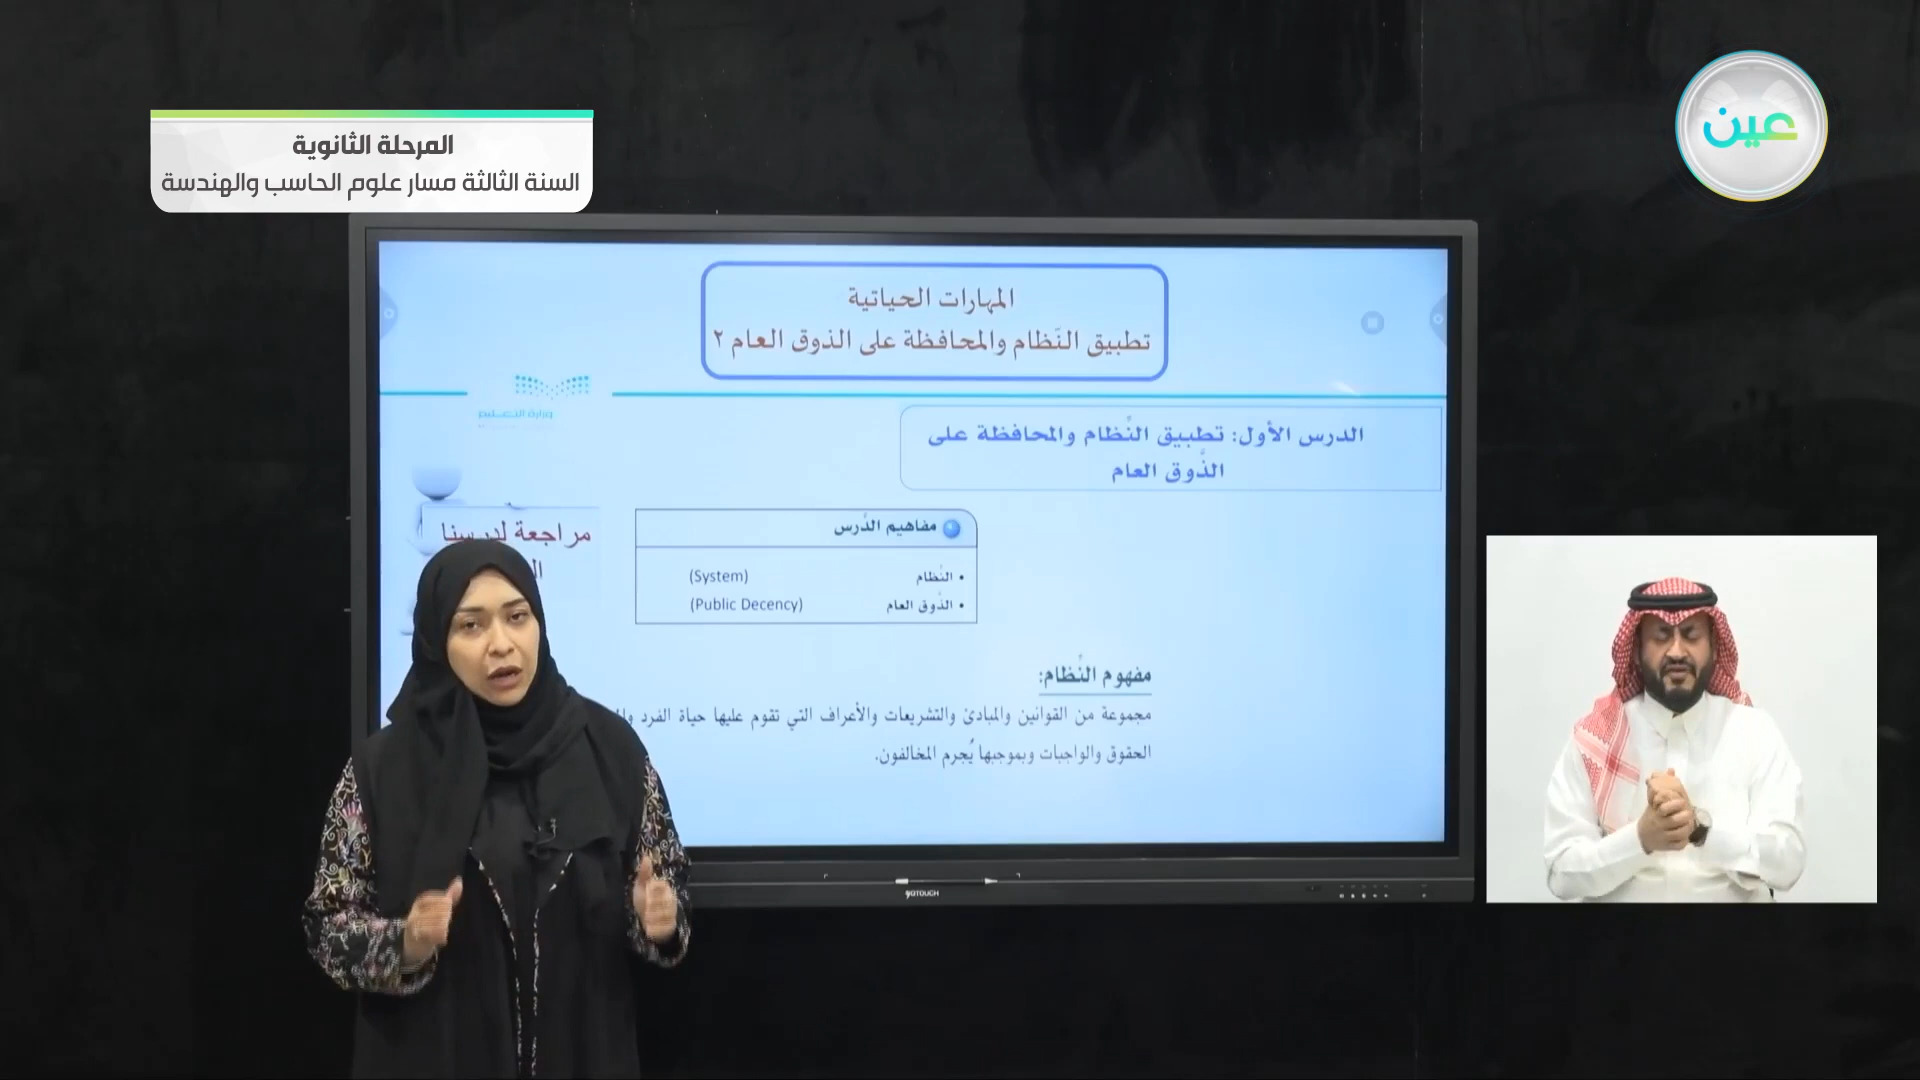 المرحلة الثانوية
السنة الثالثة مسار علوم الحاسب والهندسة
عين
المهارات الحياتية
تطبيق النَظام والمحافظة على الذوق العام ٢
وزارة التعليم
الدرس الأول: تطبيق النِّظام والمحافظة على
الذَّوق العام
مراجعة لدرسنا
مفاهيم الدَّرس
• النِّظام (System)
• الذَّوق العام (Public Decency)
مفهوم النِّظام:
مجموعة من القوانين والمبادئ والتشريعات والأعراف التي تقوم عليها حياة الفرد
الحقوق والواجبات وبموجبها يُجرم المخالفون.